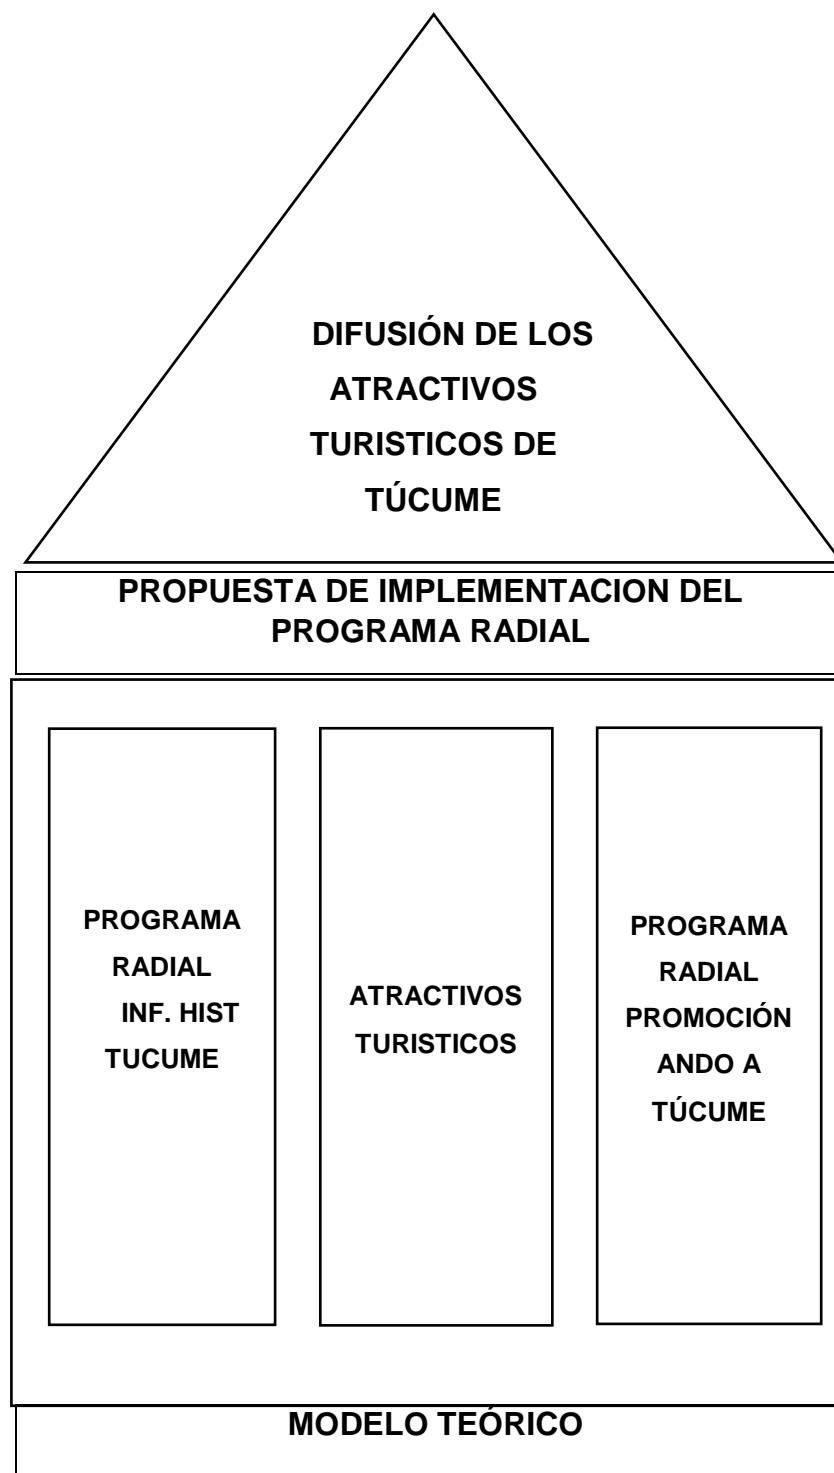 DIFUSIÓN DE LOS
ATRACTIVOS
TURISTICOS DE
TÚCUME
PROPUESTA DE IMPLEMENTACION DEL
PROGRAMA RADIAL
PROGRAMA
RADIAL
INF. HIST
TUCUME
ATRACTIVOS
TURISTICOS
PROGRAMA
RADIAL
PROMOCIÓN
ANDO A
TÚCUME
MODELO TEÓRICO